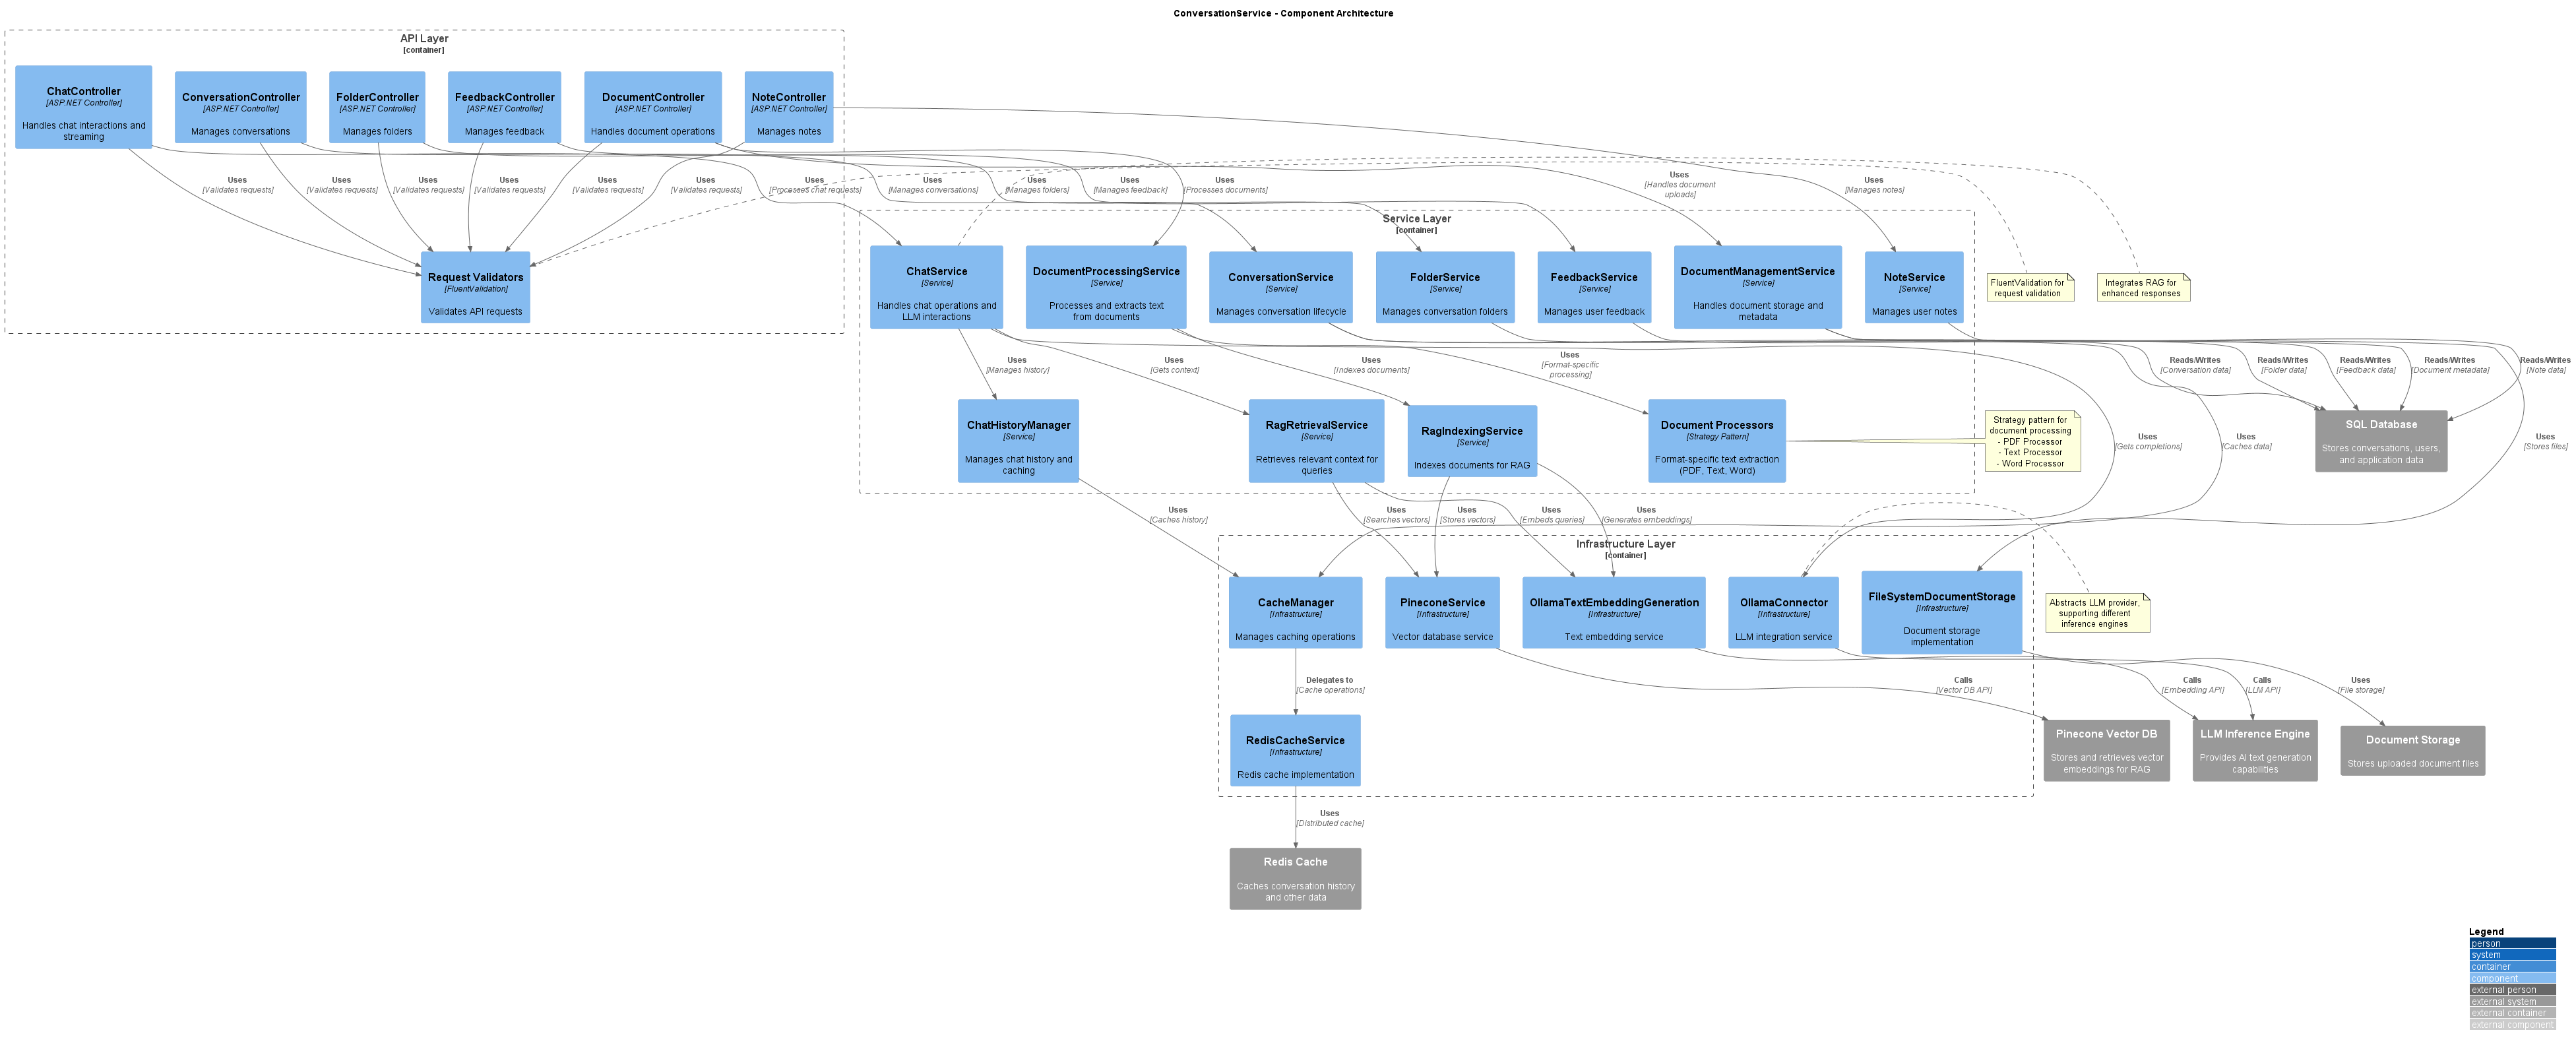 ConversationService - Component Architecture
API Layer
[container]
ChatController
[ASP.NET Controller]
Handles chat interactions and
streaming
ConversationController
[ASP.NET Controller]
Manages conversations
FolderController
[ASP.NET Controller]
Manages folders
FeedbackController
[ASP.NET Controller]
Manages feedback
DocumentController
[ASP.NET Controller]
Handles document operations
NoteController
[ASP.NET Controller]
Manages notes
Uses
[Validates requests]
Uses
[Validates requests]
Uses
[Validates requests]
Uses
[Validates requests]
Uses
[Validates requests]
Uses
[Validates requests]
Uses
[Processes chat requests]
Uses
[Manages conversations]
Uses
[Manages folders]
Uses
[Manages feedback]
Uses
[Processes documents]
Uses
[Handles document
uploads]
Uses
[Manages notes]
Request Validators
[FluentValidation]
Validates API requests
Service Layer
[container]
ChatService
[Service]
Handles chat operations and
LLM interactions
DocumentProcessingService
[Service]
Processes and extracts text
from documents
ConversationService
[Service]
Manages conversation lifecycle
FolderService
[Service]
Manages conversation folders
FeedbackService
[Service]
Manages user feedback
DocumentManagementService
[Service]
Handles document storage and
metadata
NoteService
[Service]
Manages user notes
FluentValidation for
request validation
Integrates RAG for
enhanced responses
Uses
[Manages history]
Uses
[Gets context]
Uses
[Indexes documents]
Uses
[Format-specific
processing]
Reads/Writes
[Conversation data]
Reads/Writes
[Folder data]
Reads/Writes
[Feedback data]
Reads/Writes
[Document metadata]
Reads/Writes
[Note data]
ChatHistoryManager
[Service]
Manages chat history and
caching
RagRetrievalService
[Service]
Retrieves relevant context for
queries
RagIndexingService
[Service]
Indexes documents for RAG
Document Processors
[Strategy Pattern]
Format-specific text extraction
(PDF, Text, Word)
Strategy pattern for
document processing
- PDF Processor
- Text Processor
- Word Processor
Uses
[Gets completions]
Uses
[Caches data]
SQL Database
Stores conversations, users,
and application data
Uses
[Stores files]
Uses
[Caches history]
Uses
[Searches vectors]
Uses
[Stores vectors]
Uses
[Embeds queries]
Uses
[Generates embeddings]
Infrastructure Layer
[container]
CacheManager
[Infrastructure]
Manages caching operations
PineconeService
[Infrastructure]
Vector database service
OllamaTextEmbeddingGeneration
[Infrastructure]
Text embedding service
OllamaConnector
[Infrastructure]
LLM integration service
FileSystemDocumentStorage
[Infrastructure]
Document storage
implementation
Abstracts LLM provider,
supporting different
inference engines
Delegates to
[Cache operations]
Calls
[Vector DB API]
Calls
[Embedding API]
Calls
[LLM API]
Uses
[File storage]
RedisCacheService
[Infrastructure]
Redis cache implementation
Pinecone Vector DB
Stores and retrieves vector
embeddings for RAG
LLM Inference Engine
Provides AI text generation
capabilities
Document Storage
Stores uploaded document files
Uses
[Distributed cache]
Redis Cache
Caches conversation history
and other data
Legend
person
system
container
component
external person
external system
external container
external component